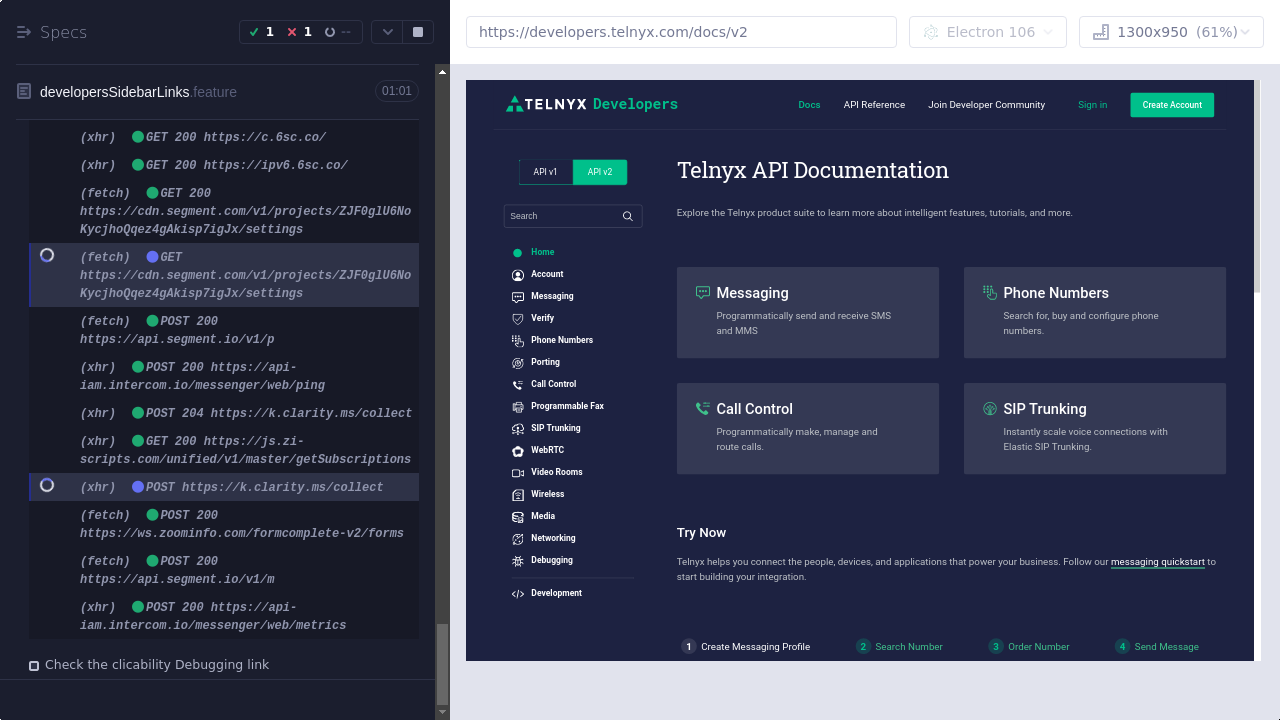 Specs
1
1
--
developersSidebarLinks.feature
01:01
(xhr) GET 200 https://c.6sc.co/
(xhr) GET 200 https://ipv6.6sc.co/
(fetch) GET 200
https://cdn.segment.com/v1/projects/ZJF0glU6No
KycjhoQqez4gAkisp7igJx/settings
(fetch) GET
https://cdn.segment.com/v1/projects/ZJF0glU6No
KycjhoQqez4gAkisp7igJx/settings
(fetch) POST 200
https://api.segment.io/v1/p
(xhr) POST 200 https://api-
iam.intercom.io/messenger/web/ping
(xhr) POST 204 https://k.clarity.ms/collect
(xhr) GET 200 https://js.zi-
scripts.com/unified/v1/master/getSubscriptions
(xhr) POST https://k.clarity.ms/collect
(fetch) POST 200
https://ws.zoominfo.com/formcomplete-v2/forms
(fetch) POST 200
https://api.segment.io/v1/m
(xhr) POST 200 https://api-
iam.intercom.io/messenger/web/metrics
Check the clicability Debugging link
https://developers.telnyx.com/docs/v2
Electron 106
1300x950 (61%)
TELNYX Developers
Docs
API Reference
Join Developer Community
Sign in
Create Account
API v1
API v2
Search
Home
Account
Messaging
Verify
Phone Numbers
Porting
Call Control
Programmable Fax
SIP Trunking
WebRTC
Video Rooms
Wireless
Media
Networking
Debugging
Development
Telnyx API Documentation
Explore the Telnyx product suite to learn more about intelligent features, tutorials, and more.
Messaging
Programmatically send and receive SMS
and MMS
Phone Numbers
Search for, buy and configure phone
numbers.
Call Control
Programmatically make, manage and
route calls.
SIP Trunking
Instantly scale voice connections with
Elastic SIP Trunking.
Try Now
Telnyx helps you connect the people, devices, and applications that power your business. Follow our messaging quickstart to
start building your integration.
1 Create Messaging Profile
2 Search Number
3 Order Number
4 Send Message